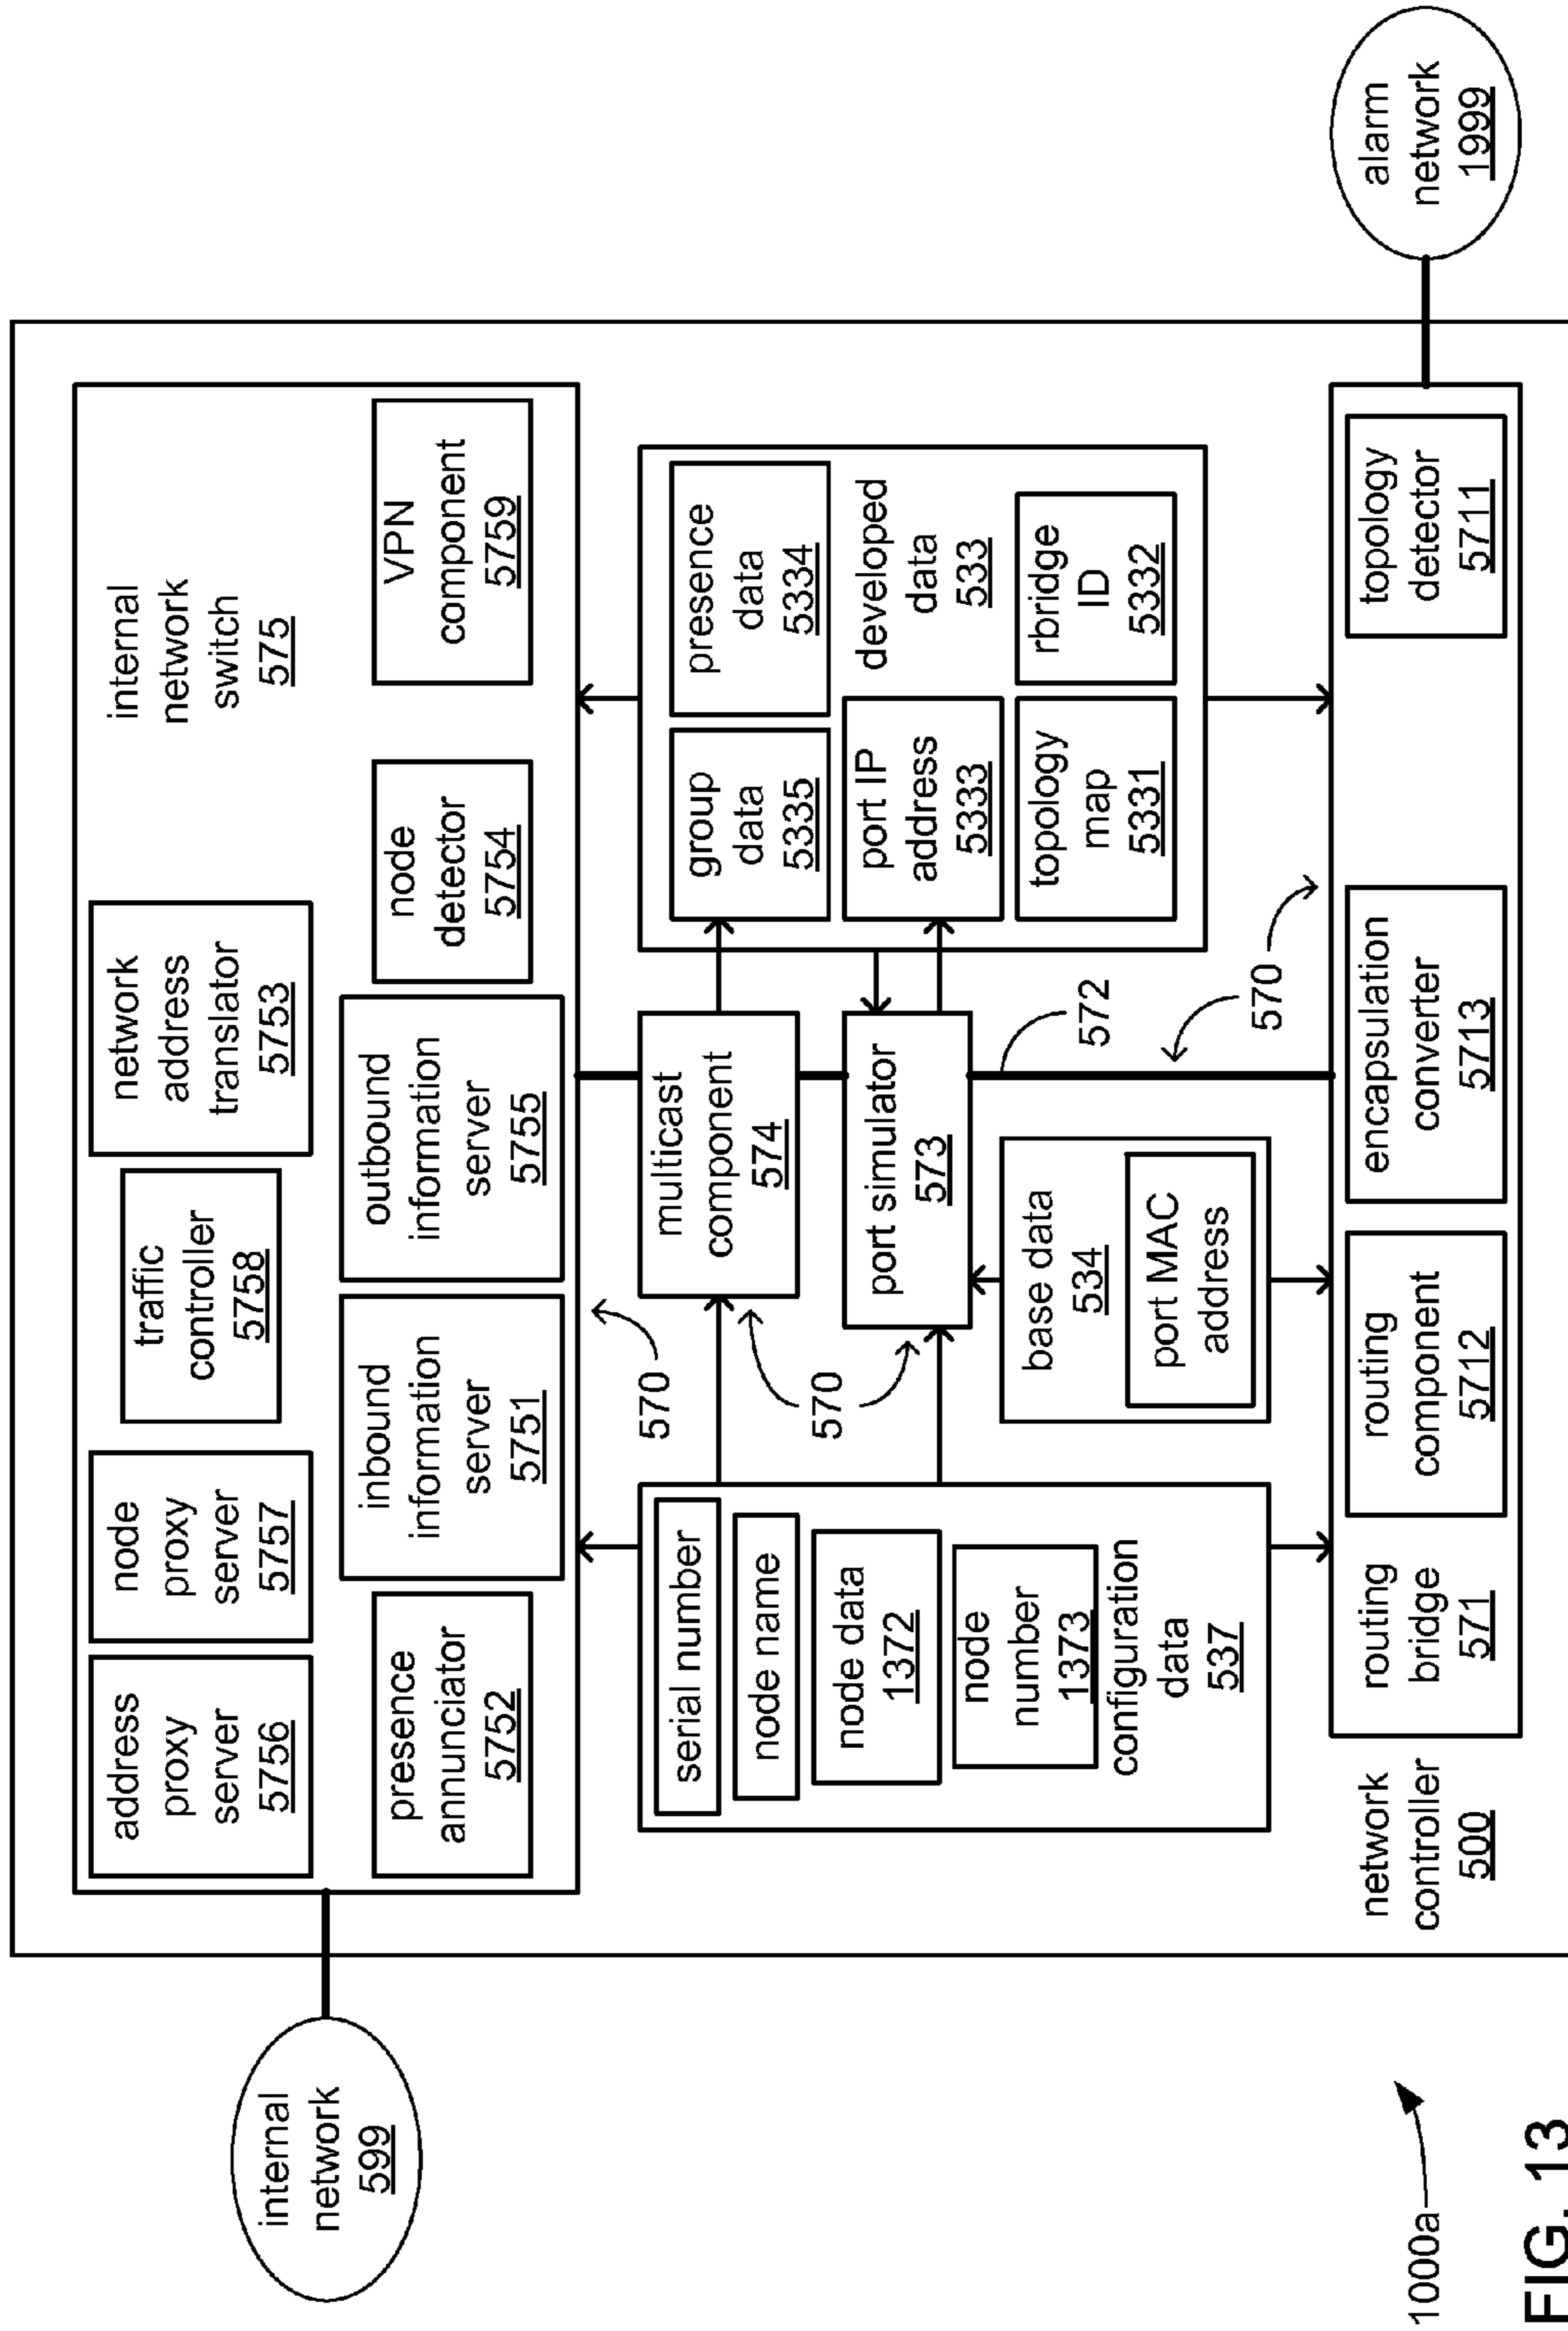 internal
network
599
address
proxy
server
5756
node
proxy
server
5757
traffic
controller
5758
network
address
translator
5753
internal
network
switch
575
presence
annunciator
5752
inbound
information
server
5751
outbound
information
server
5755
node
detector
5754
VPN
component
5759
570
serial number
node name
node data
1372
node
number
1373
configuration
data
537
570
multicast
component
574
port simulator
573
572
base data
534
port MAC
address
group
data
5335
presence
data
5334
port IP
address
5333
developed
data
533
topology
map
5331
rbridge
ID
5332
570
network
controller
500
routing
bridge
571
routing
component
5712
encapsulation
converter
5713
topology
detector
5711
alarm
network
1999
1000a
FIG. 13